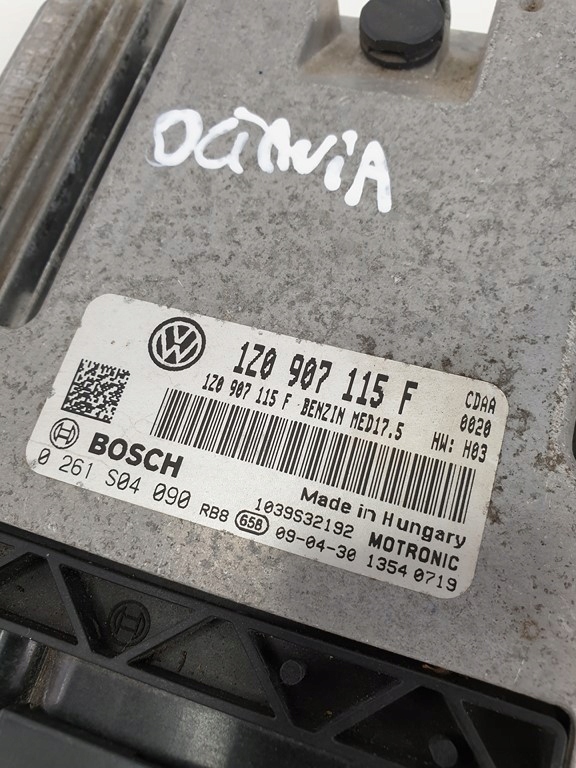 OCTAVIA
1Z0 907 115 F
1Z0 907 115 F BENZIN MED17.5
CDAA
0020
HW: H03
BOSCH
0 261 S04 090
Made in Hungary
1039S32192 MOTRONIC
RB8 658 09-04-30 1354 0719